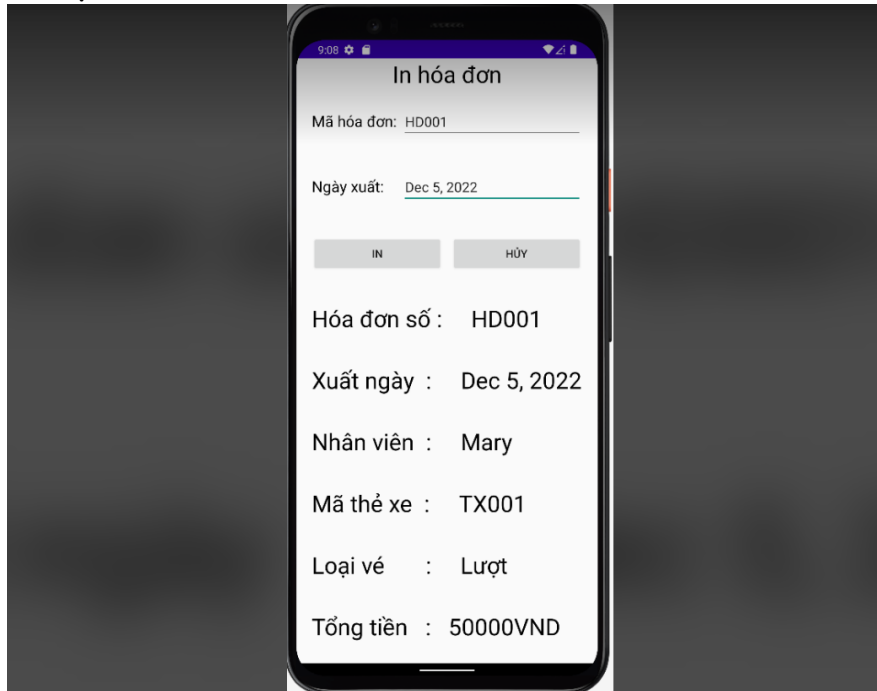 9:08
In hóa đơn
Mã hóa đơn: HD001
Ngày xuất: Dec 5, 2022
IN HỦY
Hóa đơn số : HD001
Xuất ngày : Dec 5, 2022
Nhân viên : Mary
Mã thẻ xe : TX001
Loại vé : Lượt
Tổng tiền : 50000VND